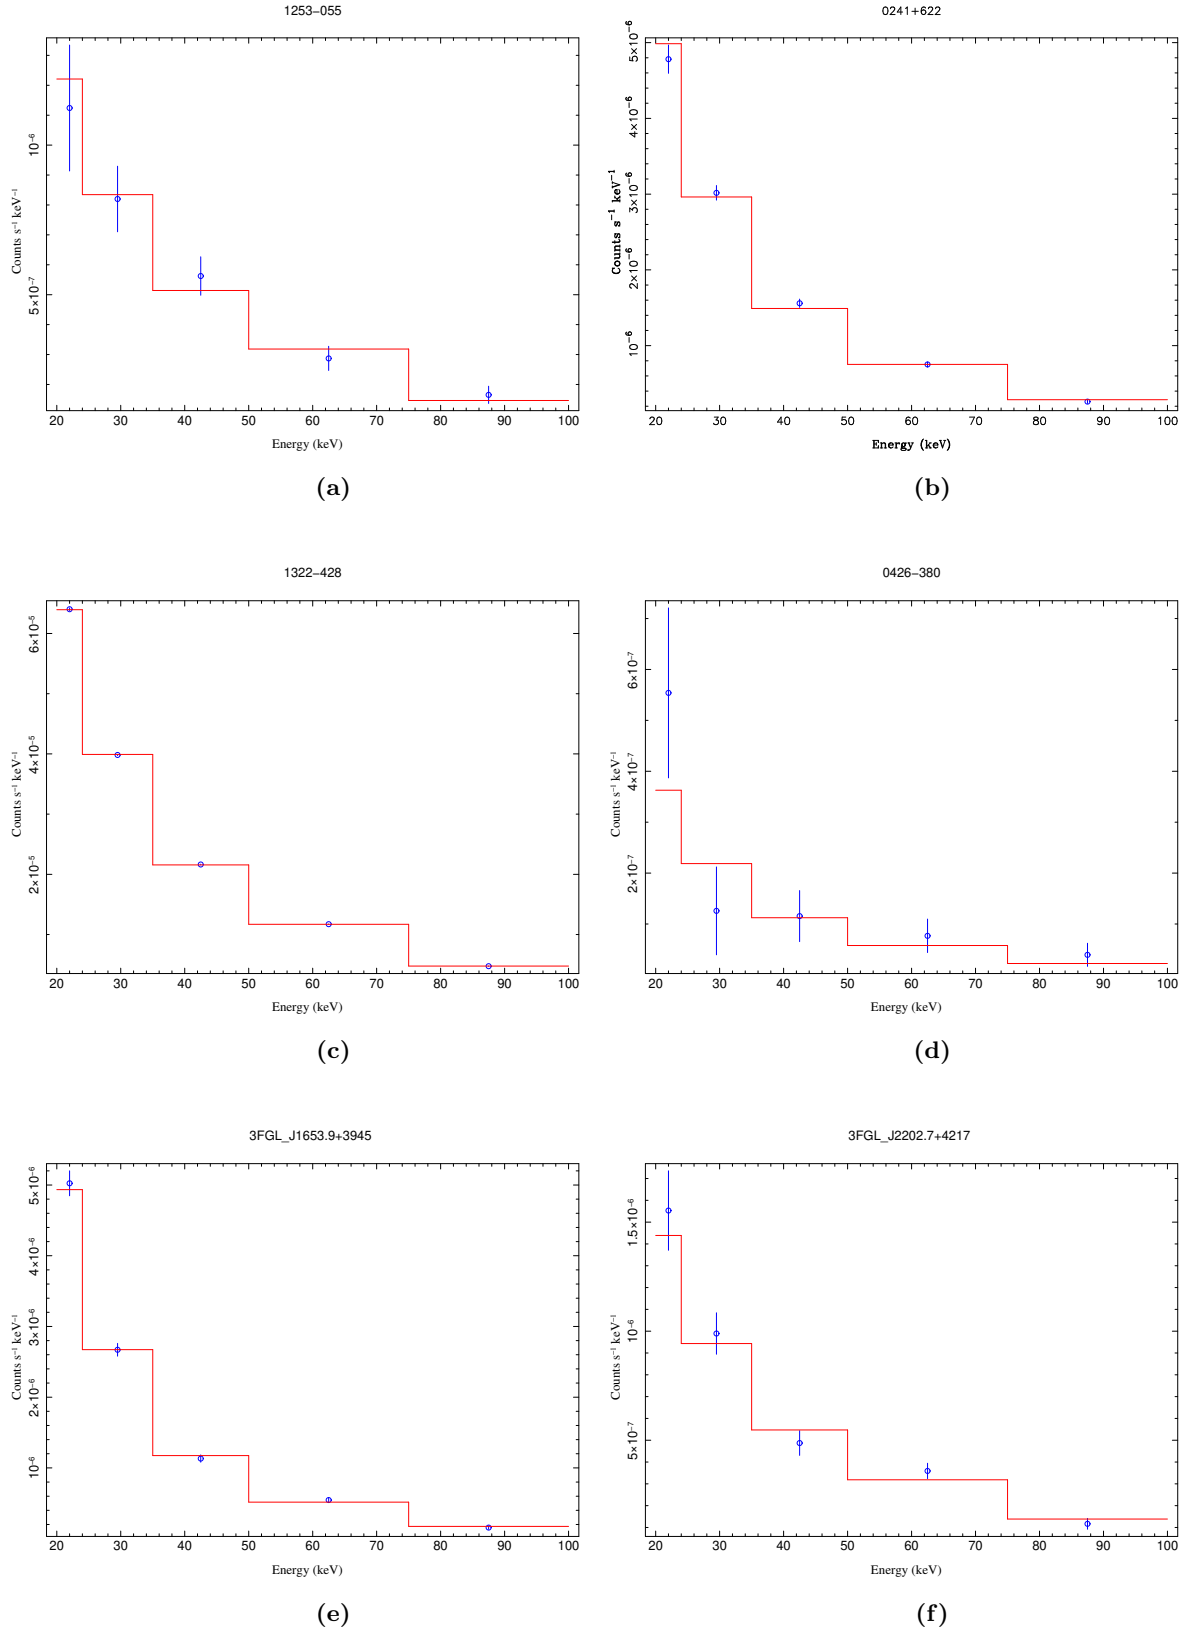 1253−055
0241+622
Counts s⁻¹ keV⁻¹
5×10⁻⁷
10⁻⁶
20 30 40 50 60 70 80 90 100
Energy (keV)
Counts s⁻¹ keV⁻¹
10⁻⁶
2×10⁻⁶
3×10⁻⁶
4×10⁻⁶
5×10⁻⁶
20 30 40 50 60 70 80 90 100
Energy (keV)
(a)
(b)
1322−428
0426−380
Counts s⁻¹ keV⁻¹
2×10⁻⁵
4×10⁻⁵
6×10⁻⁵
20 30 40 50 60 70 80 90 100
Energy (keV)
Counts s⁻¹ keV⁻¹
2×10⁻⁷
4×10⁻⁷
6×10⁻⁷
20 30 40 50 60 70 80 90 100
Energy (keV)
(c)
(d)
3FGL_J1653.9+3945
3FGL_J2202.7+4217
Counts s⁻¹ keV⁻¹
10⁻⁶
2×10⁻⁶
3×10⁻⁶
4×10⁻⁶
5×10⁻⁶
20 30 40 50 60 70 80 90 100
Energy (keV)
Counts s⁻¹ keV⁻¹
5×10⁻⁷
10⁻⁶
1.5×10⁻⁶
20 30 40 50 60 70 80 90 100
Energy (keV)
(e)
(f)